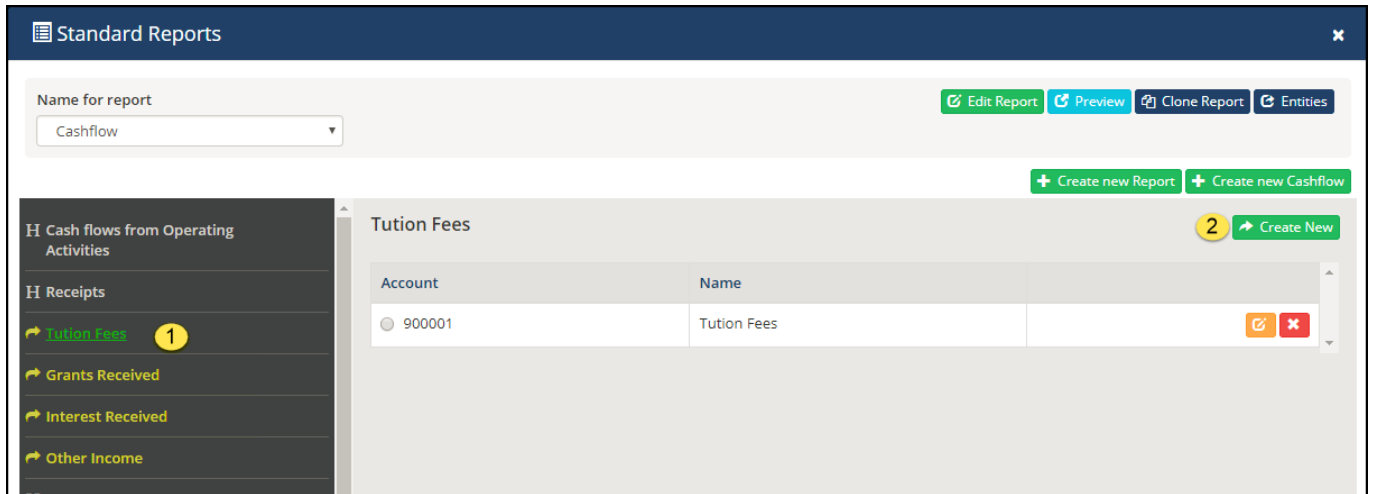 Standard Reports
Name for report
Edit Report Preview Clone Report Entities
Cashflow
Create new Report Create new Cashflow
H Cash flows from Operating
Activities
H Receipts
Tution Fees 1
Grants Received
Interest Received
Other Income
Tution Fees
2 Create New
Account Name
900001 Tution Fees